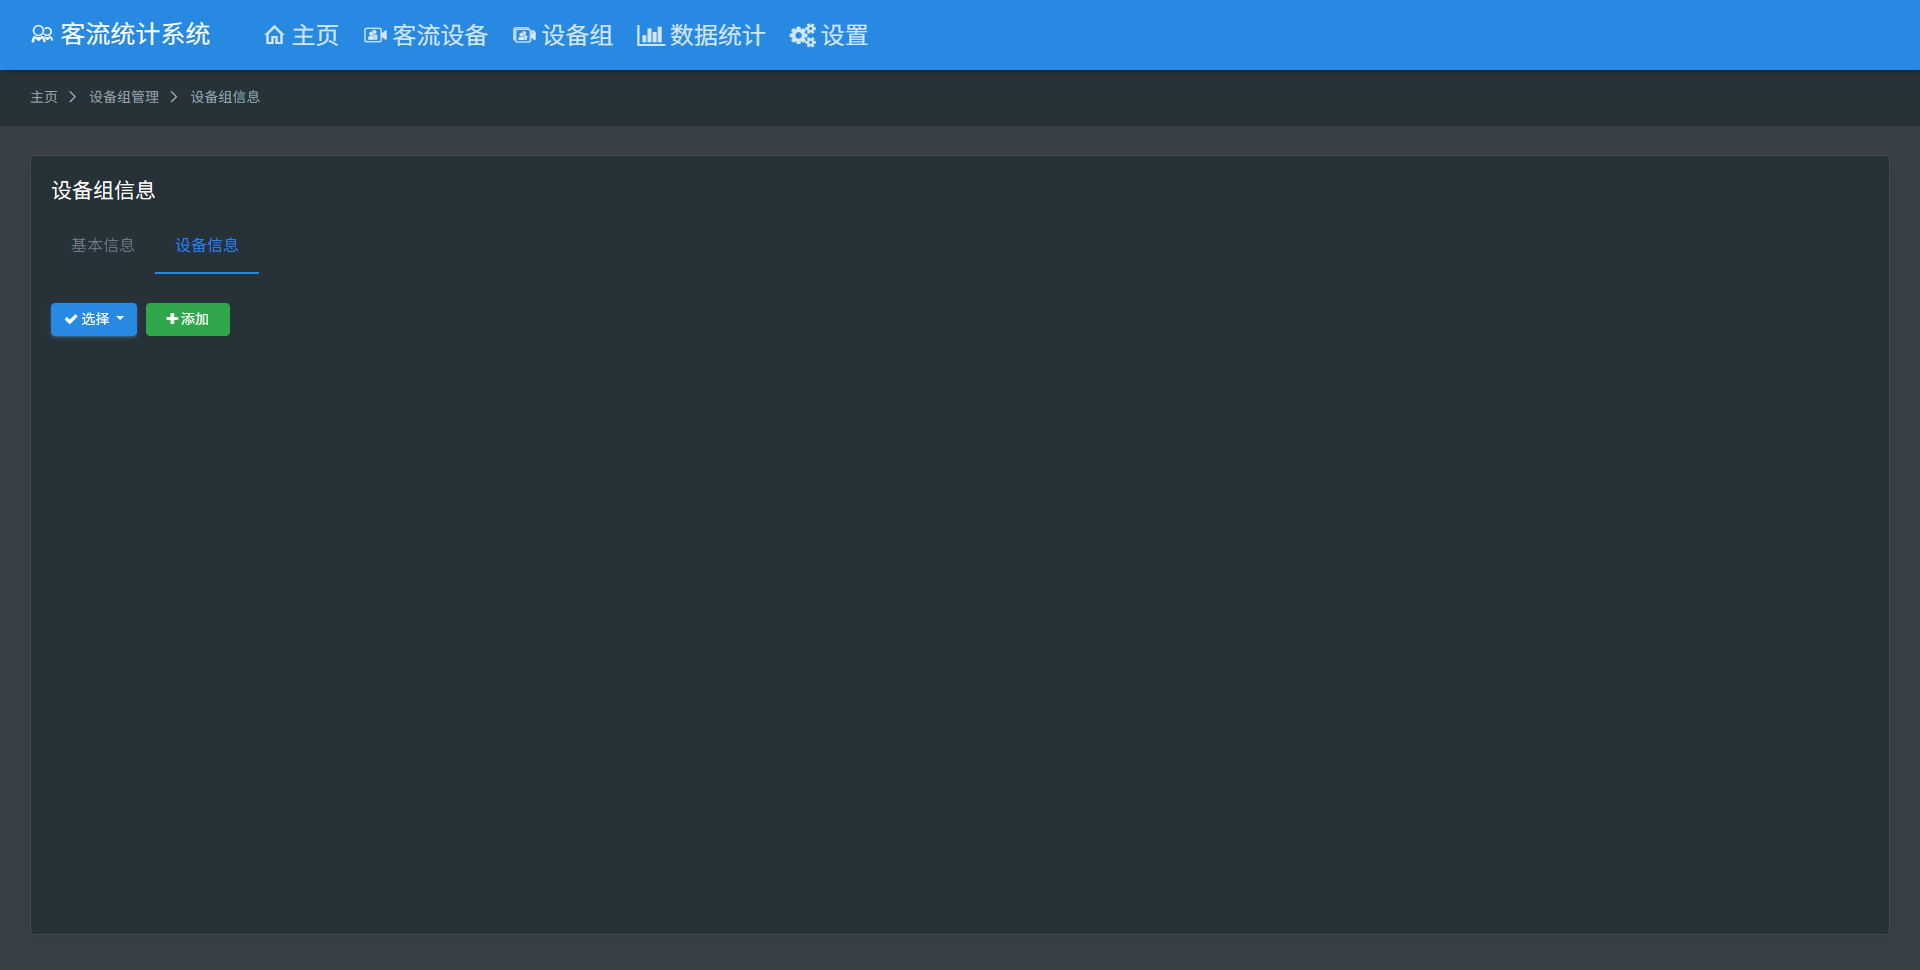 客流统计系统 主页 客流设备 设备组 数据统计 设置
主页 设备组管理 设备组信息
设备组信息
基本信息 设备信息
选择 添加